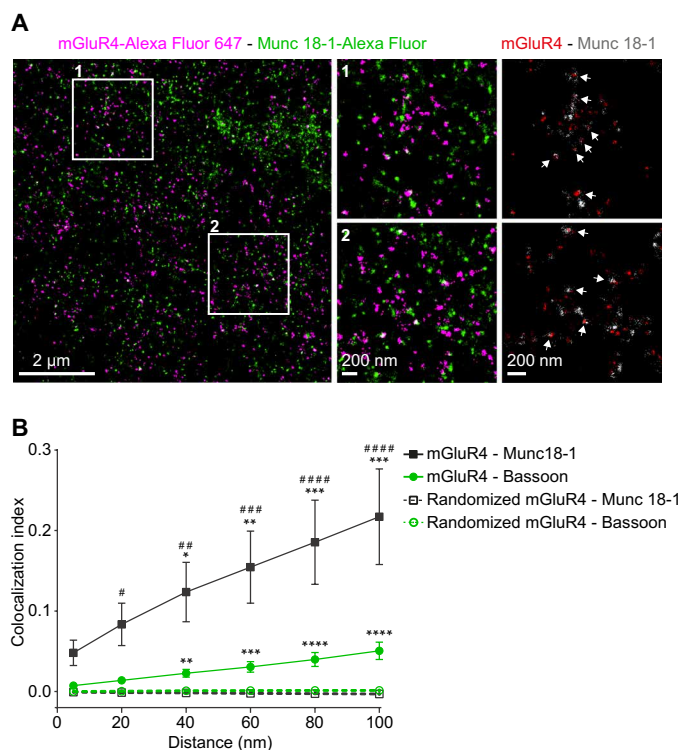 A
mGluR4-Alexa Fluor 647 - Munc 18-1-Alexa Fluor
mGluR4 - Munc 18-1
1
2
2 µm
1
2
200 nm
200 nm
B
Colocalization index
0.3
0.2
0.1
0.0
#
##
*
###
**
####
***
####
***
**
***
****
****
0
20
40
60
80
100
Distance (nm)
mGluR4 - Munc18-1
mGluR4 - Bassoon
Randomized mGluR4 - Munc 18-1
Randomized mGluR4 - Bassoon